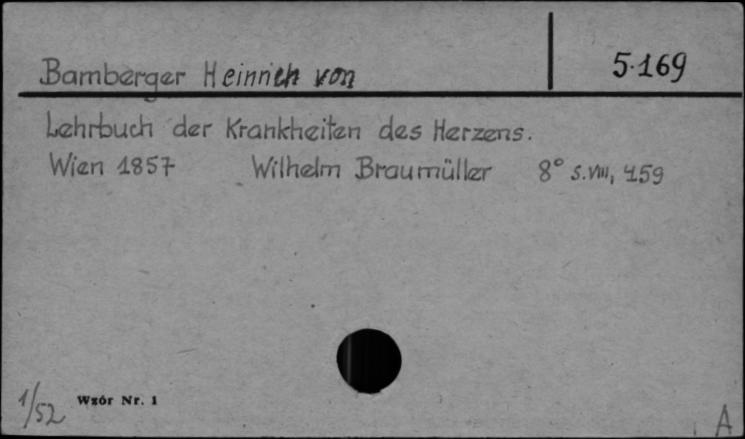 Bamberger Heinrich von
5.169
Lehrbuch der Krankheiten des Herzens.
Wien 1857 Wilhelm Braumüller 8° s. VIII, 459
1/52
Wzór Nr. 1
A